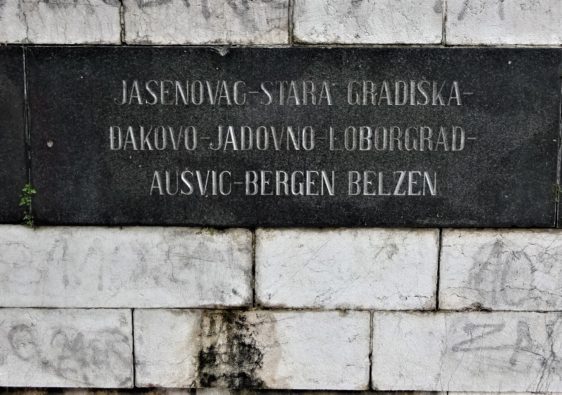 JASENOVAC-STARA GRADIŠKA-
ĐAKOVO-JADOVNO LOBORGRAD-
AUŠVIC-BERGEN BELZEN,